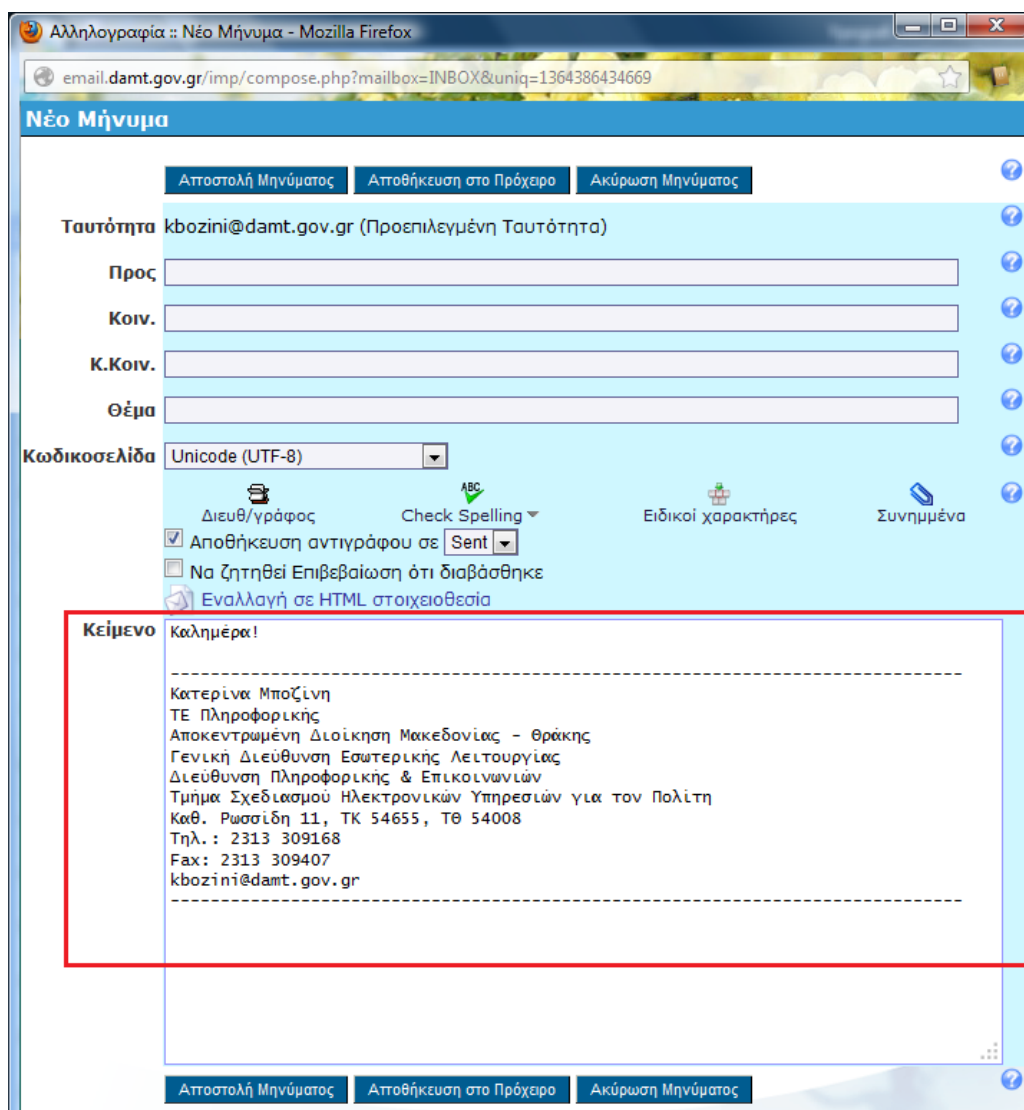 Αλληλογραφία :: Νέο Μήνυμα - Mozilla Firefox
email.damt.gov.gr/imp/compose.php?mailbox=INBOX&uniq=1364386434669
Νέο Μήνυμα
Αποστολή Μηνύματος Αποθήκευση στο Πρόχειρο Ακύρωση Μηνύματος
Ταυτότητα kbozini@damt.gov.gr (Προεπιλεγμένη Ταυτότητα)
Προς
Κοιν.
Κ.Κοιν.
Θέμα
Κωδικοσελίδα Unicode (UTF-8)
ABC
Διευθ/γράφος Check Spelling Ειδικοί χαρακτήρες Συνημμένα
Αποθήκευση αντιγράφου σε Sent
Να ζητηθεί Επιβεβαίωση ότι διαβάσθηκε
Εναλλαγή σε HTML στοιχειοθεσία
Κείμενο Καλημέρα!
--------------------------------------------------------------------------------
Κατερίνα Μποζίνη
ΤΕ Πληροφορικής
Αποκεντρωμένη Διοίκηση Μακεδονίας - Θράκης
Γενική Διεύθυνση Εσωτερικής Λειτουργίας
Διεύθυνση Πληροφορικής & Επικοινωνιών
Τμήμα Σχεδιασμού Ηλεκτρονικών Υπηρεσιών για τον Πολίτη
Καθ. Ρωσσίδη 11, ΤΚ 54655, ΤΘ 54008
Τηλ.: 2313 309168
Fax: 2313 309407
kbozini@damt.gov.gr
--------------------------------------------------------------------------------
Αποστολή Μηνύματος Αποθήκευση στο Πρόχειρο Ακύρωση Μηνύματος